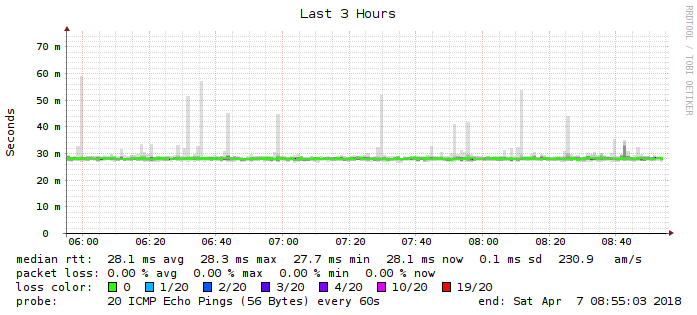 Last 3 Hours
RRDTOOL / TOBI OETIKER
Seconds
70 m
60 m
50 m
40 m
30 m
20 m
10 m
0
06:00 06:20 06:40 07:00 07:20 07:40 08:00 08:20 08:40
median rtt: 28.1 ms avg 28.3 ms max 27.7 ms min 28.1 ms now 0.1 ms sd 230.9 am/s
packet loss: 0.00 % avg 0.00 % max 0.00 % min 0.00 % now
loss color: 0 1/20 2/20 3/20 4/20 10/20 19/20
probe: 20 ICMP Echo Pings (56 Bytes) every 60s end: Sat Apr 7 08:55:03 2018